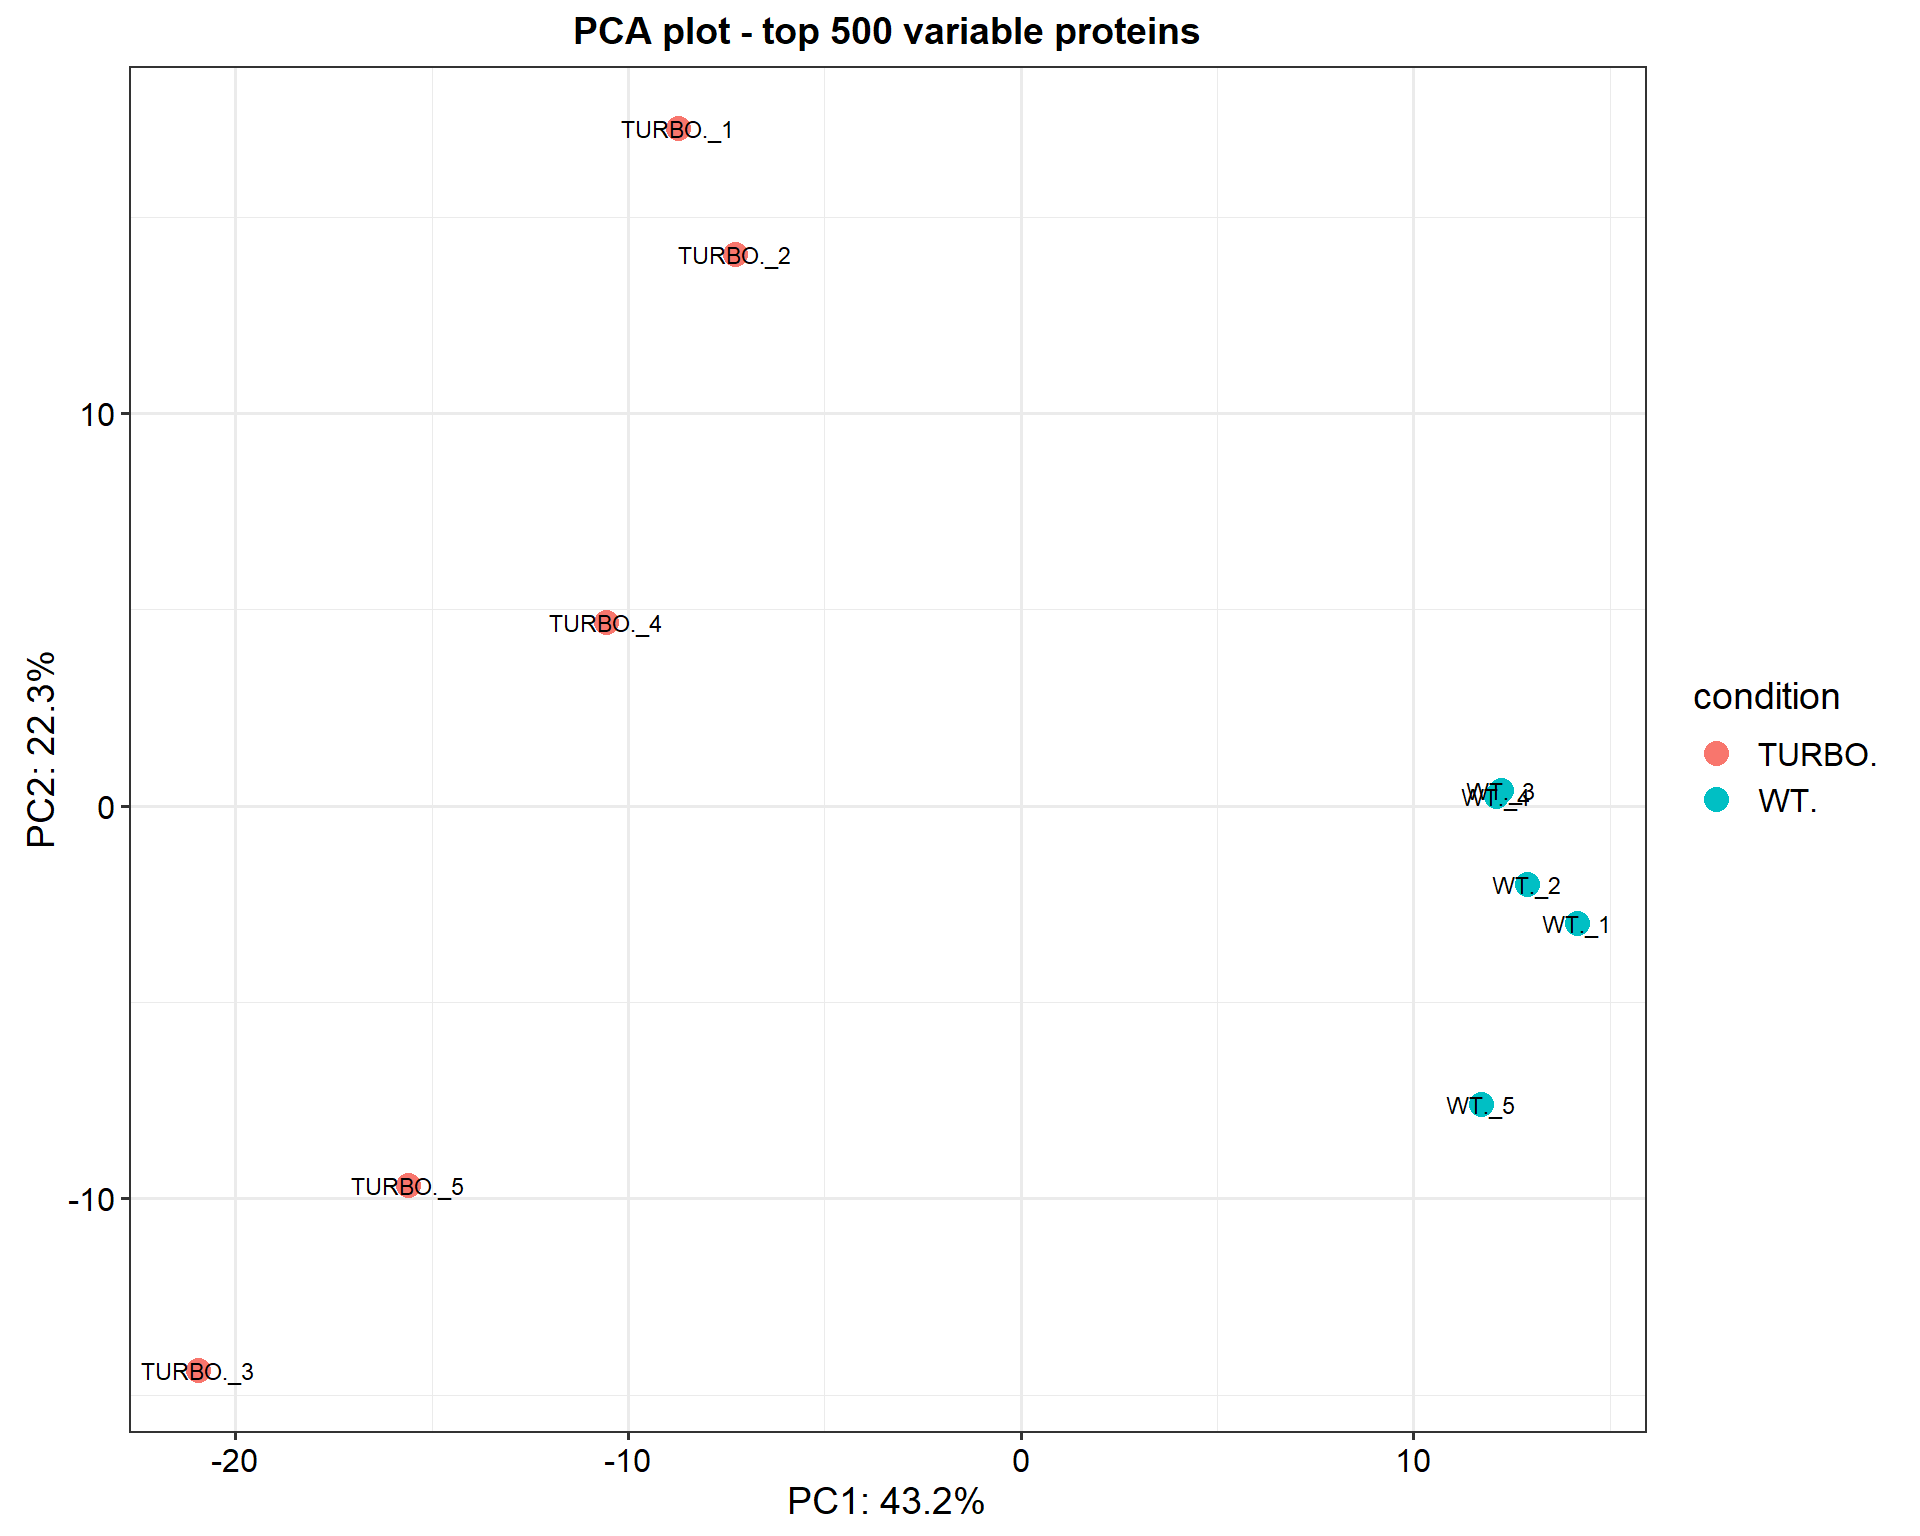 PCA plot - top 500 variable proteins
TURBO._1
TURBO._2
10
TURBO._4
PC2: 22.3%
condition
TURBO.
WT.
0
WT._3
WT._4
WT._2
WT._1
WT._5
-10
TURBO._5
TURBO._3
-20
-10
0
10
PC1: 43.2%